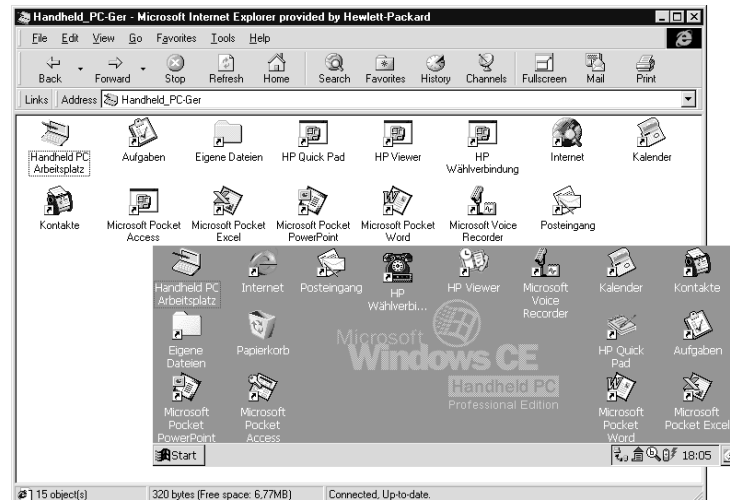 Handheld_PC-Ger - Microsoft Internet Explorer provided by Hewlett-Packard
File Edit View Go Favorites Tools Help
Back Forward Stop Refresh Home Search Favorites History Channels Fullscreen Mail Print
Links Address Handheld_PC-Ger
Handheld PC Aufgaben Eigene Dateien HP Quick Pad HP Viewer HP Internet Kalender
Arbeitsplatz Wählverbindung
Kontakte Microsoft Pocket Microsoft Pocket Microsoft Pocket Microsoft Pocket Microsoft Voice Posteingang
Access Excel PowerPoint Word Recorder
Handheld PC Internet Posteingang HP HP Viewer Microsoft Kalender Kontakte
Arbeitsplatz Wählverbi... Voice
Recorder
Microsoft
Windows CE
Handheld PC
Professional Edition
Eigene Papierkorb HP Quick Aufgaben
Dateien Pad
Microsoft Microsoft Microsoft Microsoft
Pocket Pocket Pocket Pocket Excel
PowerPoint Access Word
Start 18:05
15 object(s) 320 bytes (Free space: 6,77MB) Connected, Up-to-date.